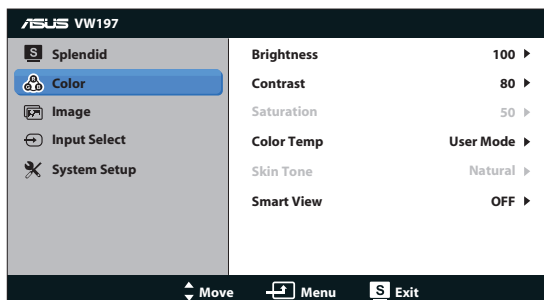 ASUS VW197
S Splendid
Color
Image
Input Select
System Setup
Brightness 100
Contrast 80
Saturation 50
Color Temp User Mode
Skin Tone Natural
Smart View OFF
Move Menu S Exit